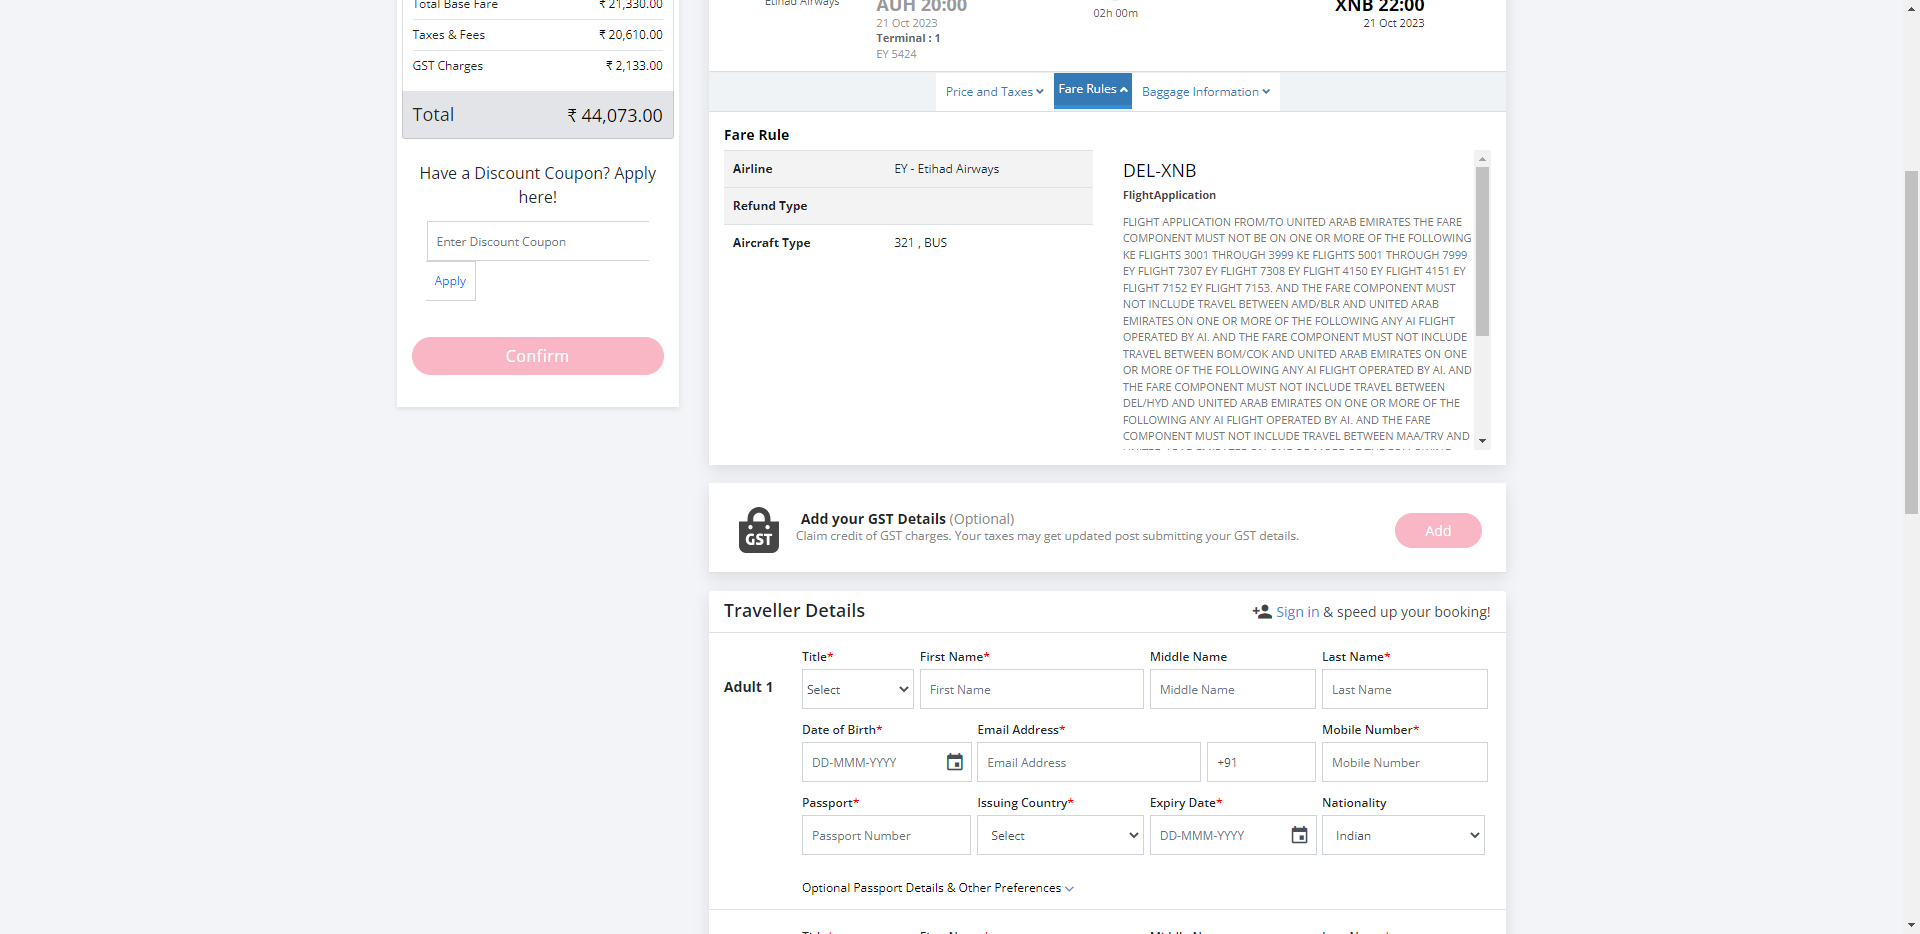 Total Base Fare ₹ 21,330.00
Taxes & Fees ₹ 20,610.00
GST Charges ₹ 2,133.00
Total ₹ 44,073.00
Have a Discount Coupon? Apply
here!
Enter Discount Coupon
Apply
Confirm
Etihad Airways
AUH 20:00
21 Oct 2023
Terminal : 1
EY 5424
02h 00m
XNB 22:00
21 Oct 2023
Price and Taxes Fare Rules Baggage Information
Fare Rule
Airline EY - Etihad Airways
Refund Type
Aircraft Type 321 , BUS
DEL-XNB
FlightApplication
FLIGHT APPLICATION FROM/TO UNITED ARAB EMIRATES THE FARE
COMPONENT MUST NOT BE ON ONE OR MORE OF THE FOLLOWING
KE FLIGHTS 3001 THROUGH 3999 KE FLIGHTS 5001 THROUGH 7999
EY FLIGHT 7307 EY FLIGHT 7308 EY FLIGHT 4150 EY FLIGHT 4151 EY
FLIGHT 7152 EY FLIGHT 7153. AND THE FARE COMPONENT MUST
NOT INCLUDE TRAVEL BETWEEN AMD/BLR AND UNITED ARAB
EMIRATES ON ONE OR MORE OF THE FOLLOWING ANY AI FLIGHT
OPERATED BY AI. AND THE FARE COMPONENT MUST NOT INCLUDE
TRAVEL BETWEEN BOM/COK AND UNITED ARAB EMIRATES ON ONE
OR MORE OF THE FOLLOWING ANY AI FLIGHT OPERATED BY AI. AND
THE FARE COMPONENT MUST NOT INCLUDE TRAVEL BETWEEN
DEL/HYD AND UNITED ARAB EMIRATES ON ONE OR MORE OF THE
FOLLOWING ANY AI FLIGHT OPERATED BY AI. AND THE FARE
COMPONENT MUST NOT INCLUDE TRAVEL BETWEEN MAA/TRV AND
GST
Add your GST Details (Optional)
Claim credit of GST charges. Your taxes may get updated post submitting your GST details.
Add
Traveller Details
Sign in & speed up your booking!
Adult 1
Title* First Name* Middle Name Last Name*
Select First Name Middle Name Last Name
Date of Birth* Email Address* Mobile Number*
DD-MMM-YYYY Email Address +91 Mobile Number
Passport* Issuing Country* Expiry Date* Nationality
Passport Number Select DD-MMM-YYYY Indian
Optional Passport Details & Other Preferences